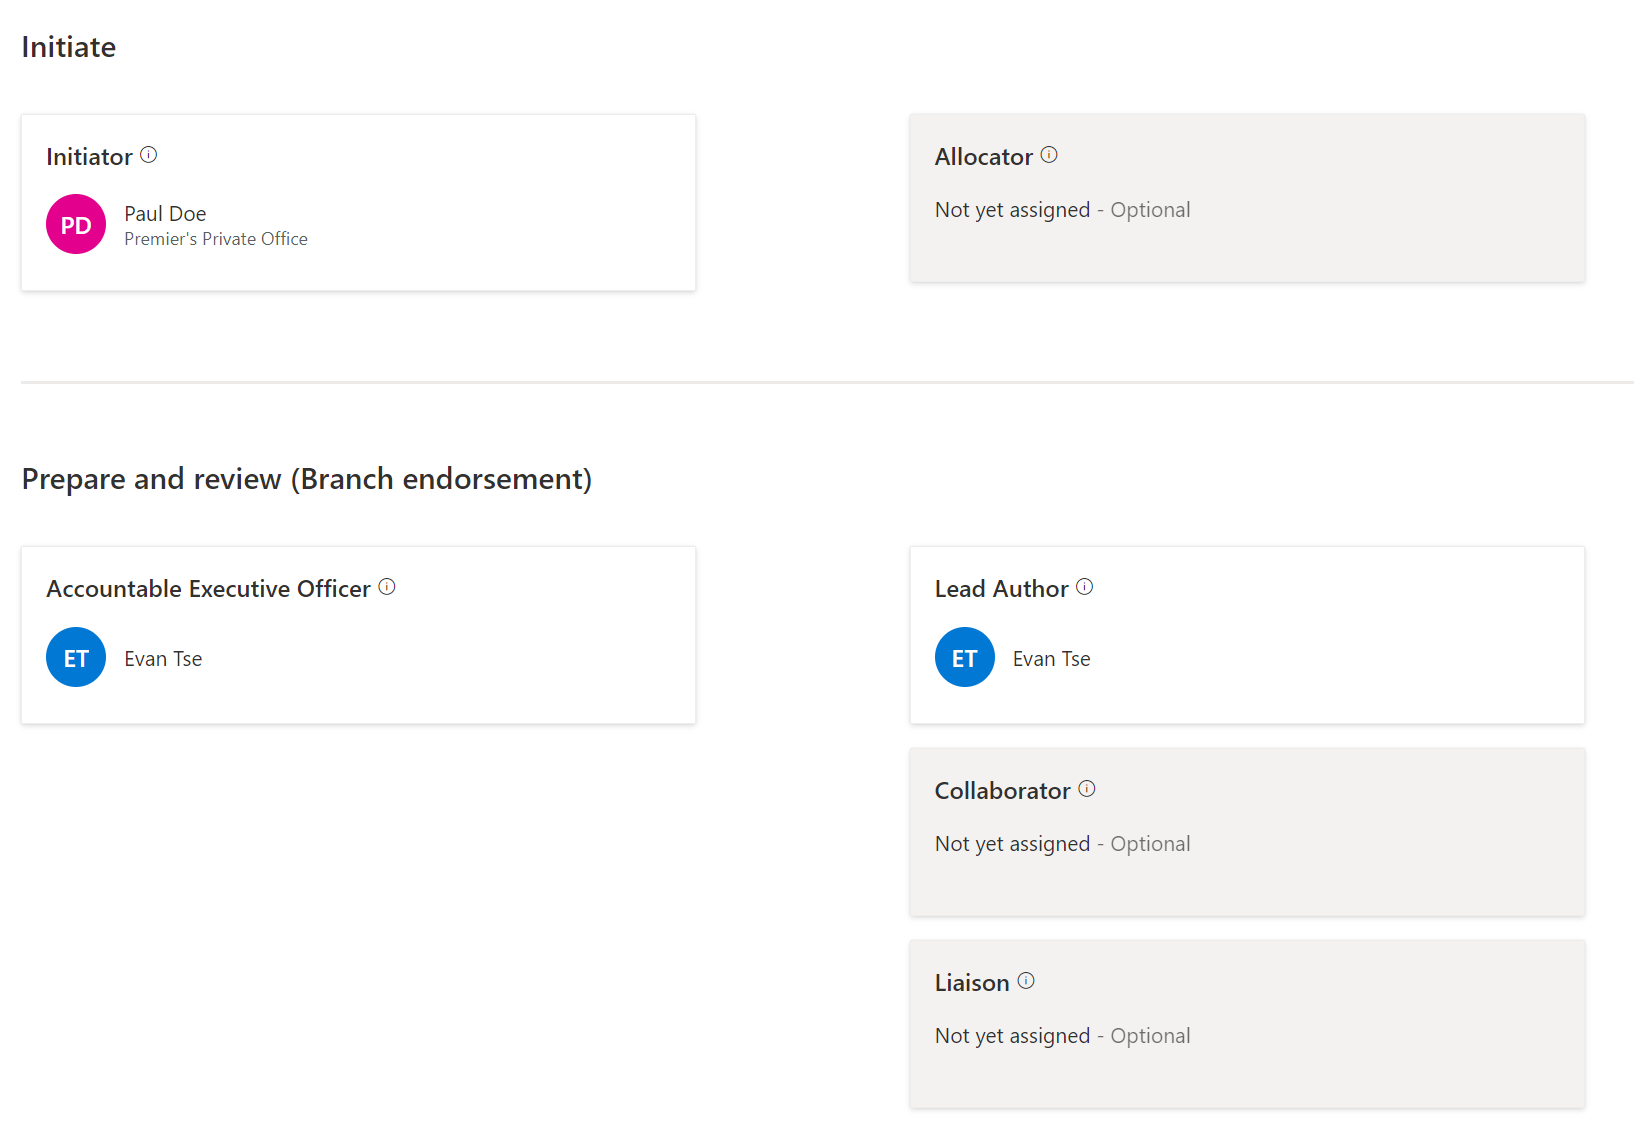 Initiate
Initiator
PD
Paul Doe
Premier's Private Office
Allocator
Not yet assigned - Optional
Prepare and review (Branch endorsement)
Accountable Executive Officer
ET
Evan Tse
Lead Author
ET
Evan Tse
Collaborator
Not yet assigned - Optional
Liaison
Not yet assigned - Optional